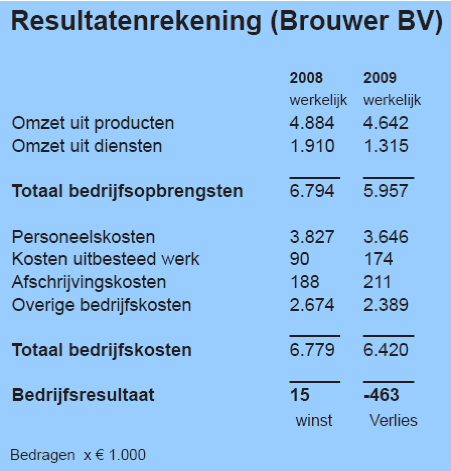 Resultatenrekening (Brouwer BV)
2008 2009
werkelijk werkelijk
Omzet uit producten 4.884 4.642
Omzet uit diensten 1.910 1.315
Totaal bedrijfsopbrengsten 6.794 5.957
Personeelskosten 3.827 3.646
Kosten uitbesteed werk 90 174
Afschrijvingskosten 188 211
Overige bedrijfskosten 2.674 2.389
Totaal bedrijfskosten 6.779 6.420
Bedrijfsresultaat 15 -463
winst Verlies
Bedragen x € 1.000